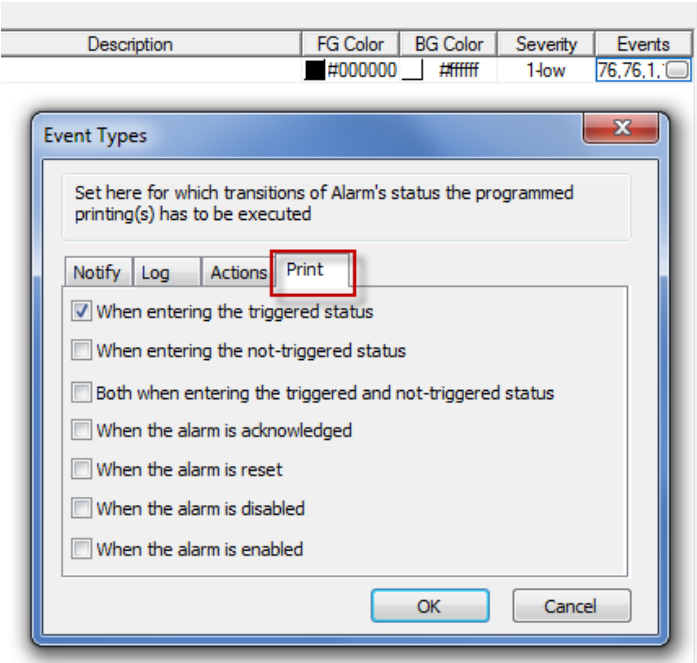 Description FG Color BG Color Severity Events
#000000 #ffffff 1-low 76,76,1,
Event Types
Set here for which transitions of Alarm's status the programmed
printing(s) has to be executed
Notify Log Actions Print
When entering the triggered status
When entering the not-triggered status
Both when entering the triggered and not-triggered status
When the alarm is acknowledged
When the alarm is reset
When the alarm is disabled
When the alarm is enabled
OK Cancel